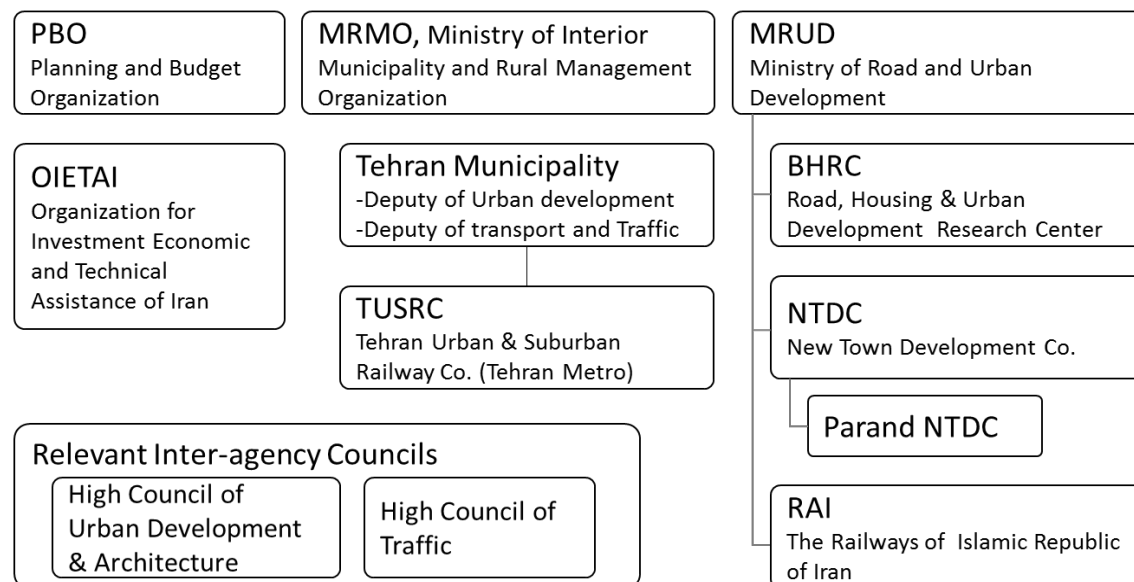 PBO
Planning and Budget
Organization
MRMO, Ministry of Interior
Municipality and Rural Management
Organization
MRUD
Ministry of Road and Urban
Development
OIETAI
Organization for
Investment Economic
and Technical
Assistance of Iran
Tehran Municipality
-Deputy of Urban development
-Deputy of transport and Traffic
TUSRC
Tehran Urban & Suburban
Railway Co. (Tehran Metro)
BHRC
Road, Housing & Urban
Development Research Center
NTDC
New Town Development Co.
Parand NTDC
RAI
The Railways of Islamic Republic
of Iran
Relevant Inter-agency Councils
High Council of
Urban Development
& Architecture
High Council of
Traffic